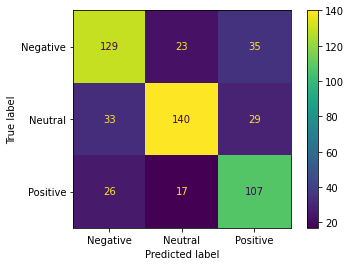 140
Negative 129 23 35
120
100
True label
Neutral 33 140 29
80
60
Positive 26 17 107
40
20
Negative Neutral Positive
Predicted label